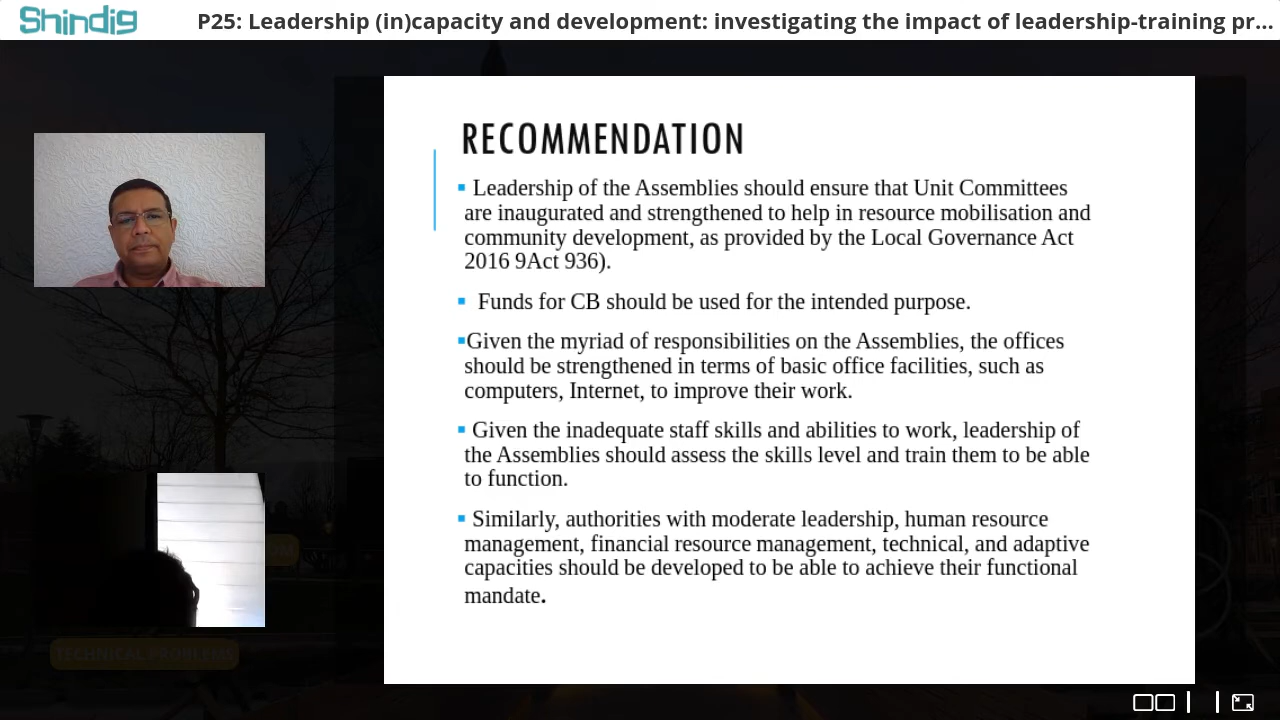 Shindig
P25: Leadership (in)capacity and development: investigating the impact of leadership-training pr...
RECOMMENDATION
▪ Leadership of the Assemblies should ensure that Unit Committees
are inaugurated and strengthened to help in resource mobilisation and
community development, as provided by the Local Governance Act
2016 9Act 936).
▪ Funds for CB should be used for the intended purpose.
▪Given the myriad of responsibilities on the Assemblies, the offices
should be strengthened in terms of basic office facilities, such as
computers, Internet, to improve their work.
▪ Given the inadequate staff skills and abilities to work, leadership of
the Assemblies should assess the skills level and train them to be able
to function.
▪ Similarly, authorities with moderate leadership, human resource
management, financial resource management, technical, and adaptive
capacities should be developed to be able to achieve their functional
mandate.
TECHNICAL PROBLEMS